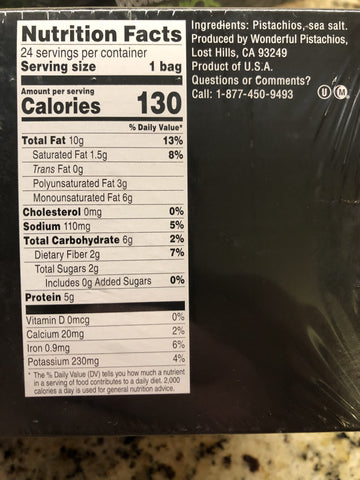 Nutrition Facts
24 servings per container
Serving size 1 bag
Amount per serving
Calories 130
% Daily Value*
Total Fat 10g 13%
Saturated Fat 1.5g 8%
Trans Fat 0g
Polyunsaturated Fat 3g
Monounsaturated Fat 6g
Cholesterol 0mg 0%
Sodium 110mg 5%
Total Carbohydrate 6g 2%
Dietary Fiber 2g 7%
Total Sugars 2g
Includes 0g Added Sugars 0%
Protein 5g
Vitamin D 0mcg 0%
Calcium 20mg 2%
Iron 0.9mg 6%
Potassium 230mg 4%
* The % Daily Value (DV) tells you how much a nutrient
in a serving of food contributes to a daily diet. 2,000
calories a day is used for general nutrition advice.
Ingredients: Pistachios, sea salt.
Produced by Wonderful Pistachios,
Lost Hills, CA 93249
Product of U.S.A.
Questions or Comments?
Call: 1-877-450-9493
U M